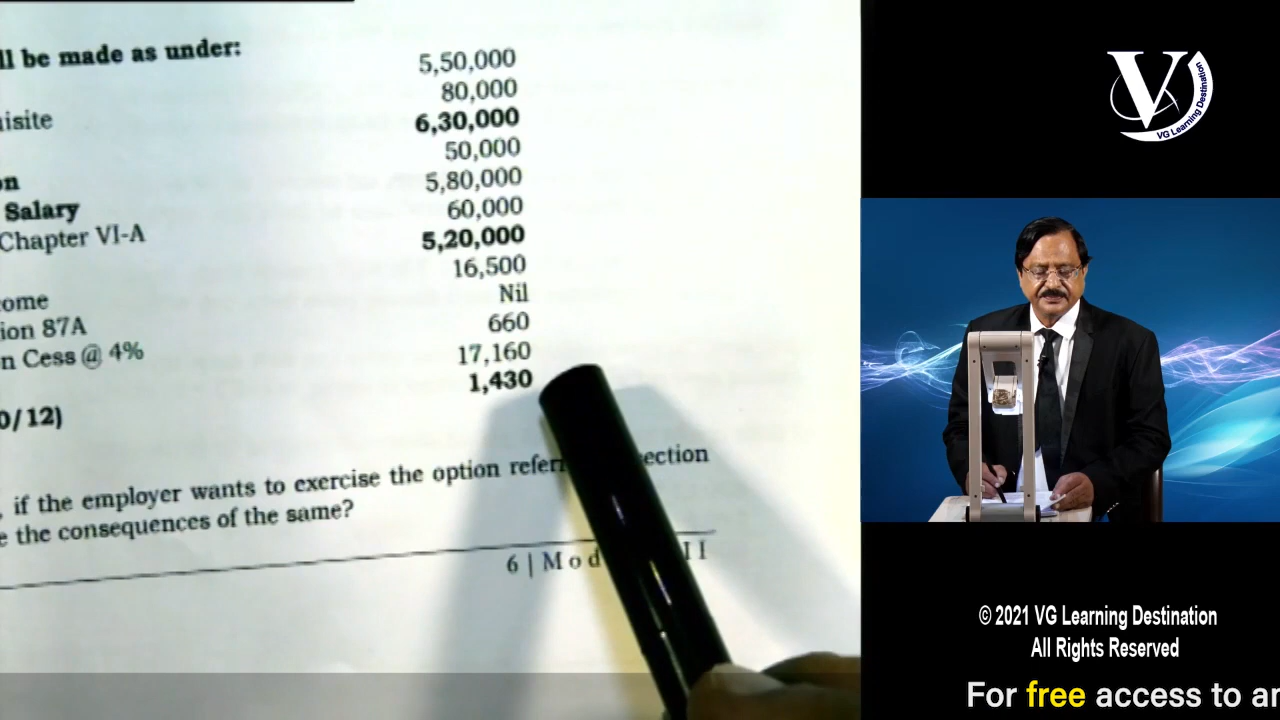 ll be made as under:
5,50,000
80,000
isite 6,30,000
50,000
on 5,80,000
Salary 60,000
Chapter VI-A 5,20,000
16,500
ome Nil
ion 87A 660
n Cess @ 4% 17,160
1,430
0/12)
, if the employer wants to exercise the option refer ection
e the consequences of the same?
6 | Mod II
V
VG Learning Destination
© 2021 VG Learning Destination
All Rights Reserved
For free access to ar